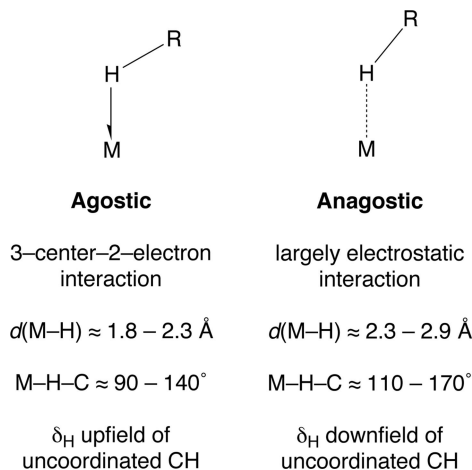 R
H
M
Agostic
3–center–2–electron
interaction
d(M–H) ≈ 1.8 – 2.3 Å
M–H–C ≈ 90 – 140°
δH upfield of
uncoordinated CH
R
H
M
Anagostic
largely electrostatic
interaction
d(M–H) ≈ 2.3 – 2.9 Å
M–H–C ≈ 110 – 170°
δH downfield of
uncoordinated CH